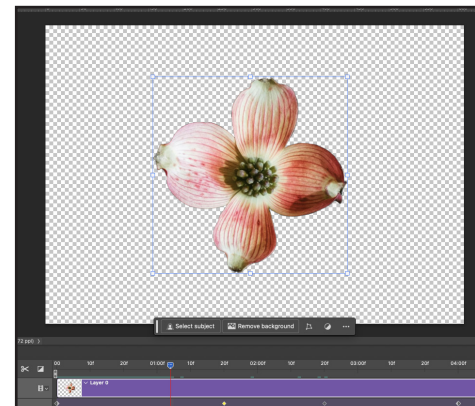 Select subject Remove background
72 ppi)
00 10f 20f 01:00f 10f 20f 02:00f 10f 20f 03:00f 10f 20f 04:00f
Layer 0